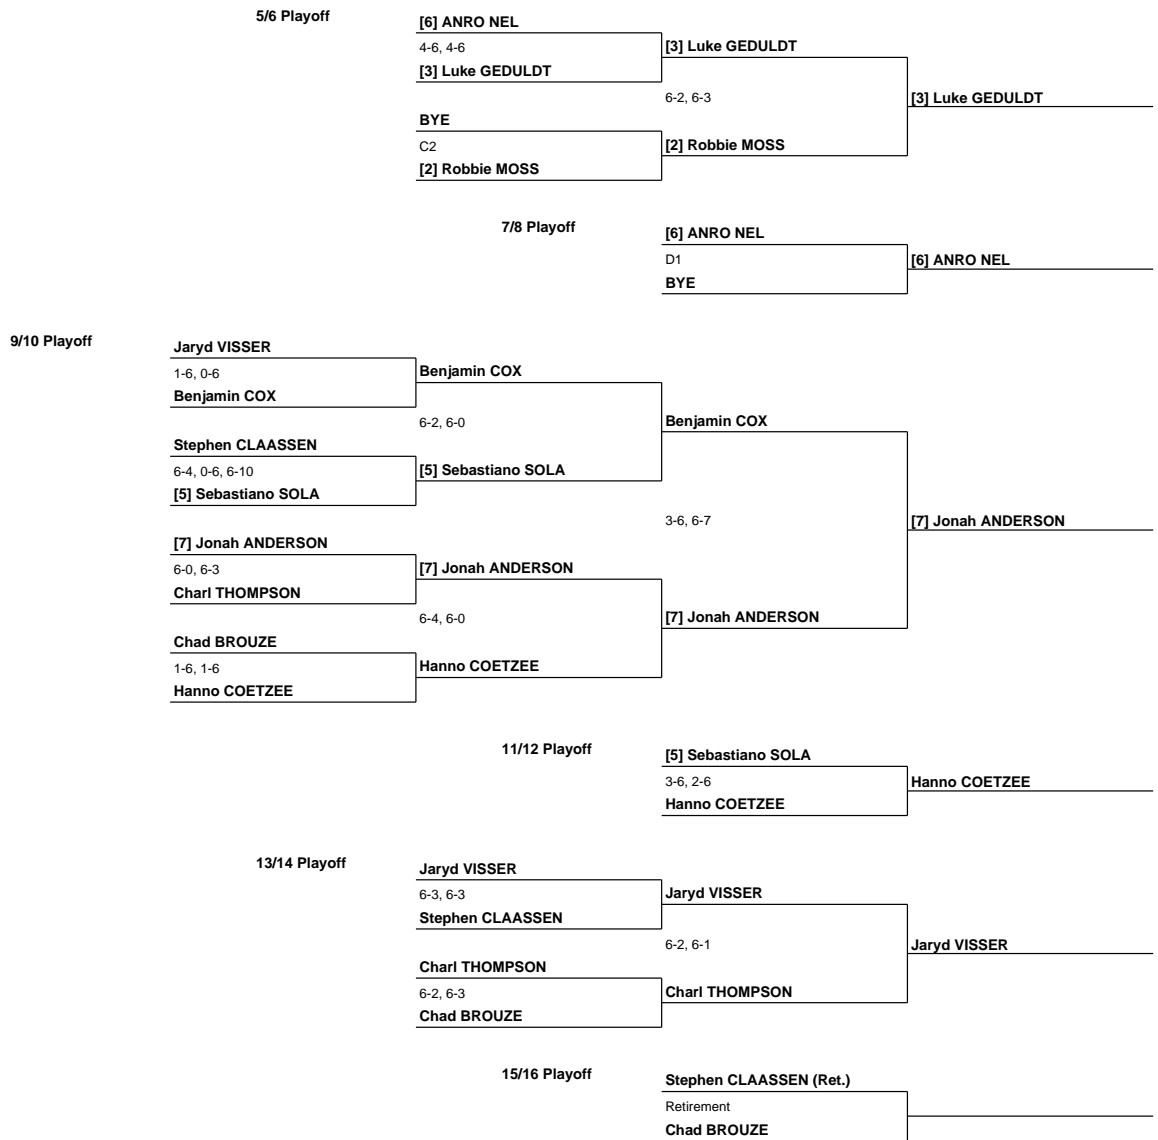 5/6 Playoff
[6] ANRO NEL
4-6, 4-6
[3] Luke GEDULDT
[3] Luke GEDULDT
6-2, 6-3
[3] Luke GEDULDT
BYE
C2
[2] Robbie MOSS
[2] Robbie MOSS
7/8 Playoff
[6] ANRO NEL
D1
[6] ANRO NEL
BYE
9/10 Playoff
Jaryd VISSER
1-6, 0-6
Benjamin COX
Benjamin COX
6-2, 6-0
Benjamin COX
Stephen CLAASSEN
6-4, 0-6, 6-10
[5] Sebastiano SOLA
[5] Sebastiano SOLA
3-6, 6-7
[7] Jonah ANDERSON
[7] Jonah ANDERSON
6-0, 6-3
[7] Jonah ANDERSON
Charl THOMPSON
6-4, 6-0
[7] Jonah ANDERSON
Chad BROUZE
1-6, 1-6
Hanno COETZEE
Hanno COETZEE
11/12 Playoff
[5] Sebastiano SOLA
3-6, 2-6
Hanno COETZEE
Hanno COETZEE
13/14 Playoff
Jaryd VISSER
6-3, 6-3
Jaryd VISSER
Stephen CLAASSEN
6-2, 6-1
Jaryd VISSER
Charl THOMPSON
6-2, 6-3
Charl THOMPSON
Chad BROUZE
15/16 Playoff
Stephen CLAASSEN (Ret.)
Retirement
Chad BROUZE